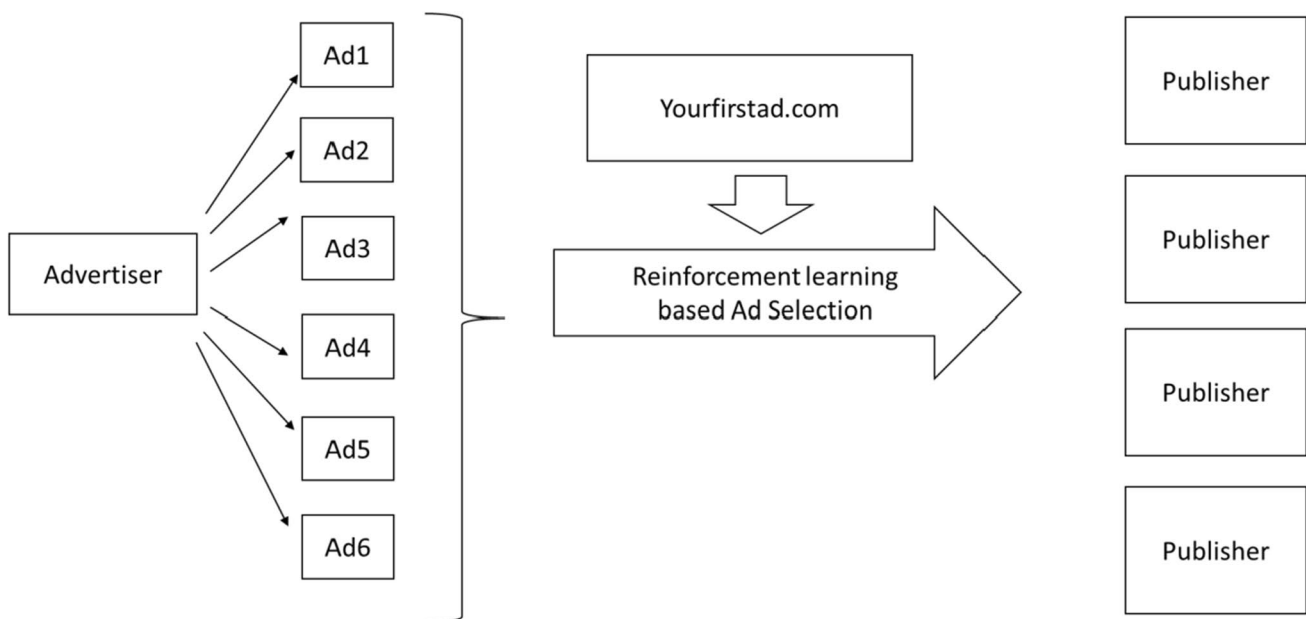 Advertiser
Ad1
Ad2
Ad3
Ad4
Ad5
Ad6
Yourfirstad.com
Reinforcement learning
based Ad Selection
Publisher
Publisher
Publisher
Publisher